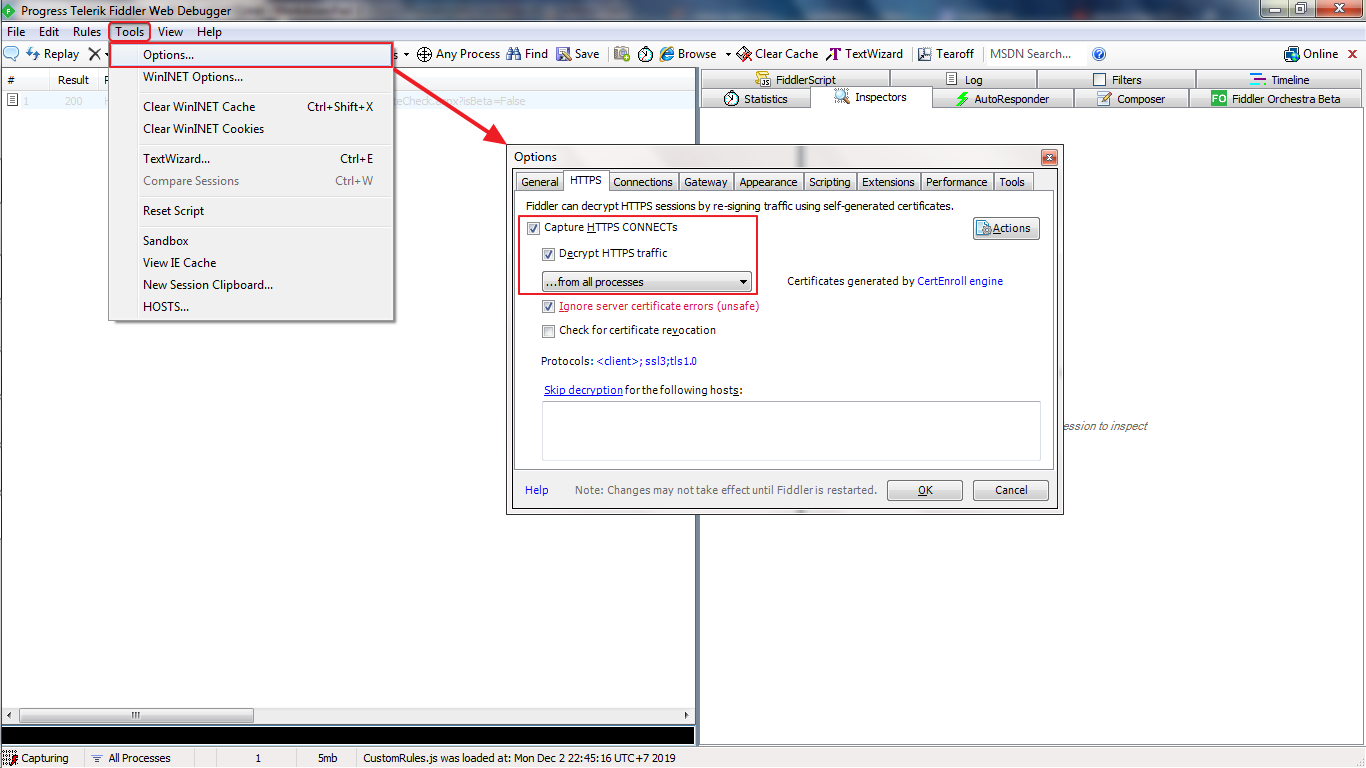 Progress Telerik Fiddler Web Debugger
File Edit Rules Tools View Help
Replay Any Process Find Save Browse Clear Cache TextWizard Tearoff MSDN Search... Online
Options...
WinINET Options...
Clear WinINET Cache Ctrl+Shift+X
Clear WinINET Cookies
TextWizard... Ctrl+E
Compare Sessions Ctrl+W
Reset Script
Sandbox
View IE Cache
New Session Clipboard...
HOSTS...
# Result
1 200 ?isBeta=False
FiddlerScript Log Filters Timeline
Statistics Inspectors AutoResponder Composer FO Fiddler Orchestra Beta
Options
General HTTPS Connections Gateway Appearance Scripting Extensions Performance Tools
Fiddler can decrypt HTTPS sessions by re-signing traffic using self-generated certificates.
Capture HTTPS CONNECTs
Actions
Decrypt HTTPS traffic
...from all processes
Certificates generated by CertEnroll engine
Ignore server certificate errors (unsafe)
Check for certificate revocation
Protocols: <client>; ssl3;tls1.0
Skip decryption for the following hosts:
Help Note: Changes may not take effect until Fiddler is restarted. OK Cancel
ession to inspect
Capturing All Processes 1 5mb CustomRules.js was loaded at: Mon Dec 2 22:45:16 UTC+7 2019